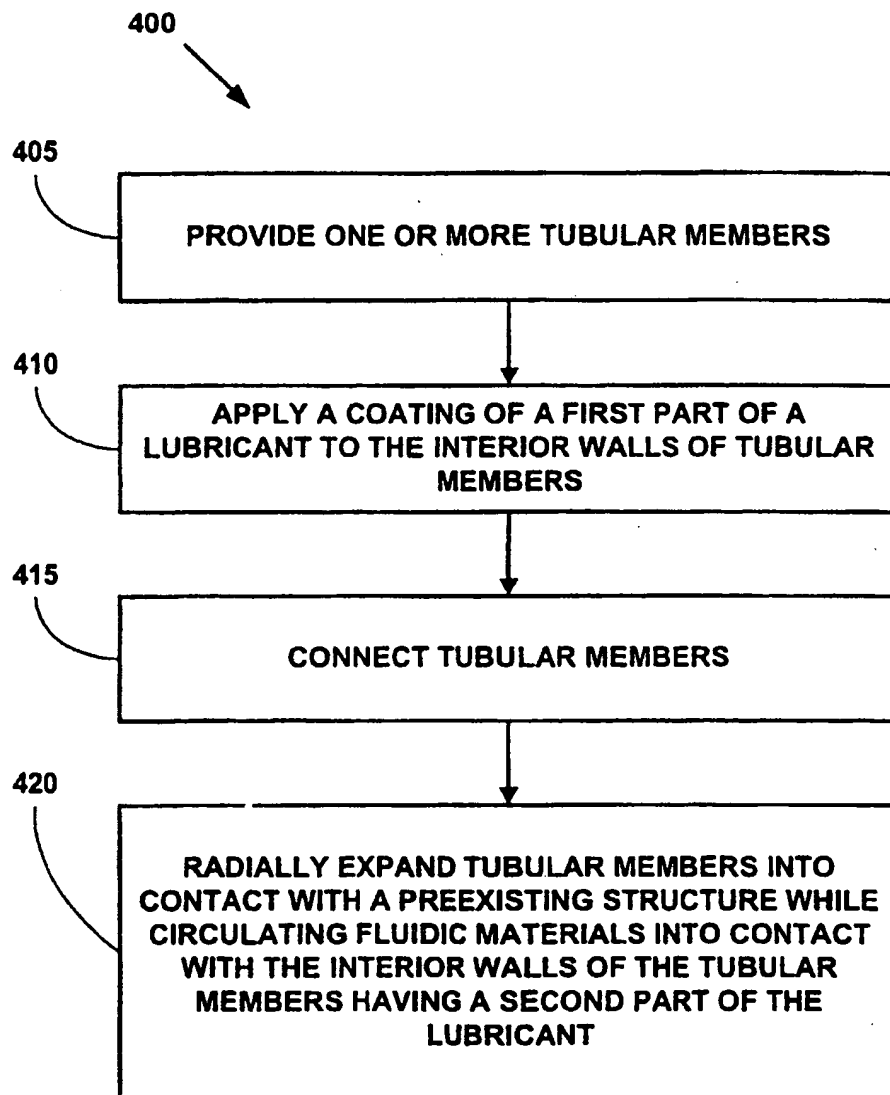 400
405
PROVIDE ONE OR MORE TUBULAR MEMBERS
410
APPLY A COATING OF A FIRST PART OF A
LUBRICANT TO THE INTERIOR WALLS OF TUBULAR
MEMBERS
415
CONNECT TUBULAR MEMBERS
420
RADIALLY EXPAND TUBULAR MEMBERS INTO
CONTACT WITH A PREEXISTING STRUCTURE WHILE
CIRCULATING FLUIDIC MATERIALS INTO CONTACT
WITH THE INTERIOR WALLS OF THE TUBULAR
MEMBERS HAVING A SECOND PART OF THE
LUBRICANT